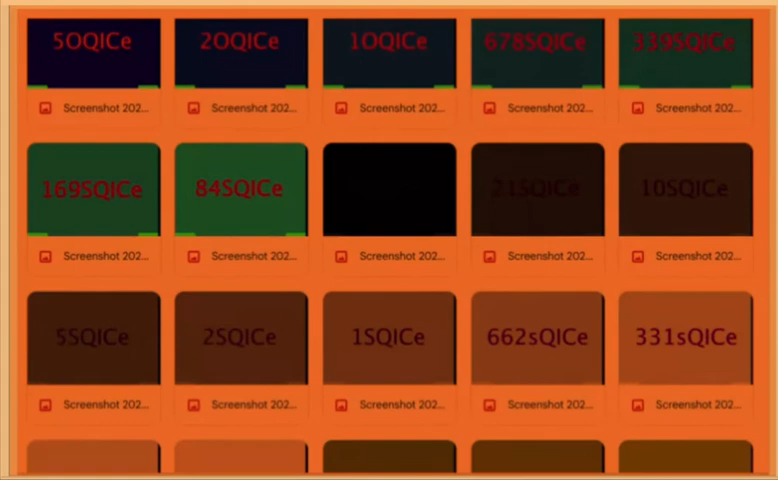 5OQICe 2OQICe 1OQICe 678SQICe 339SQICe
Screenshot 202... Screenshot 202... Screenshot 202... Screenshot 202... Screenshot 202...
169SQICe 84SQICe 21SQICe 10SQICe
Screenshot 202... Screenshot 202... Screenshot 202... Screenshot 202... Screenshot 202...
5SQICe 2SQICe 1SQICe 662sQICe 331sQICe
Screenshot 202... Screenshot 202... Screenshot 202... Screenshot 202... Screenshot 202...